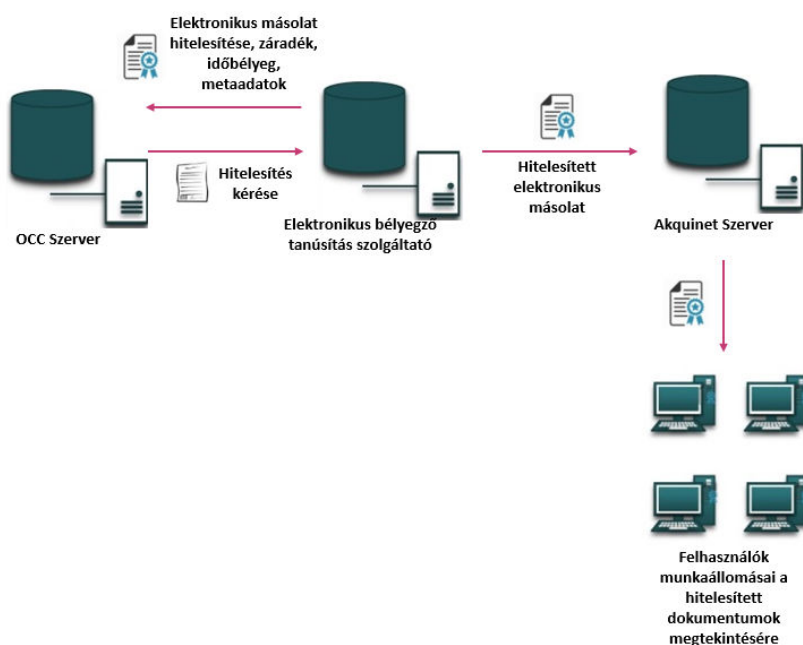 Elektronikus másolat
hitelesítése, záradék,
időbélyeg,
metaadatok
Hitelesítés
kérése
Hitelesített
elektronikus
másolat
OCC Szerver
Elektronikus bélyegző
tanúsítás szolgáltató
Akquinet Szerver
Felhasználók
munkaállomásai a
hitelesített
dokumentumok
megtekintésére